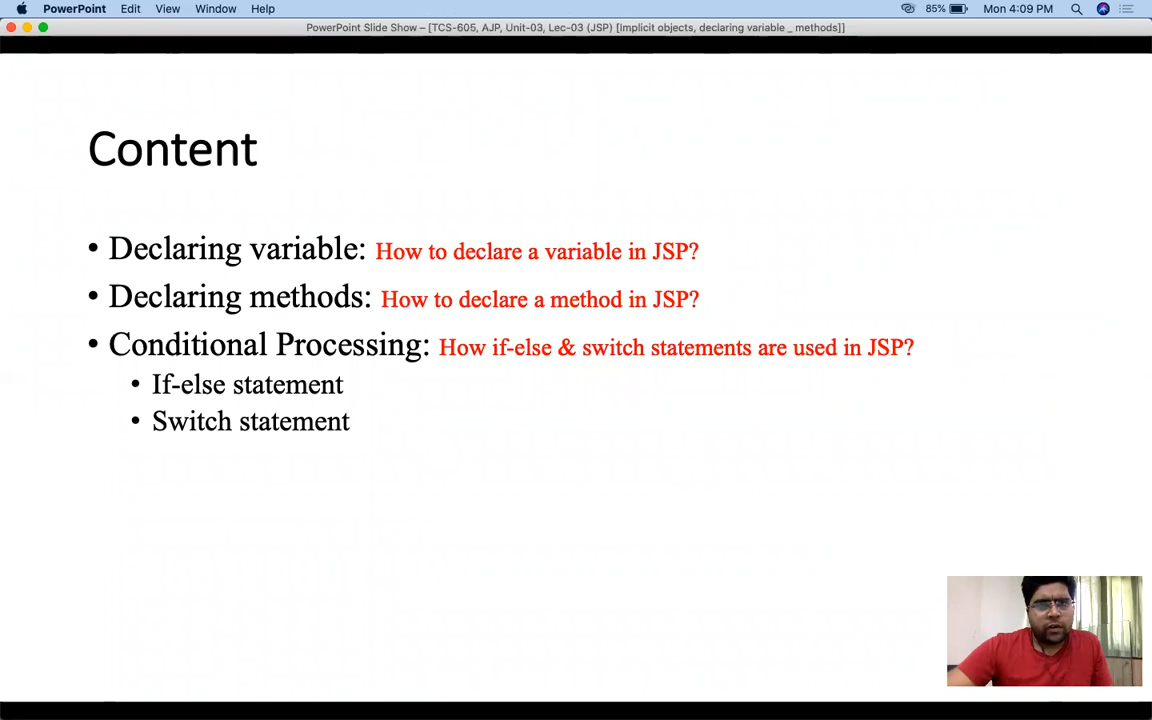 PowerPoint Edit View Window Help 85% Mon 4:09 PM
PowerPoint Slide Show – [TCS-605, AJP, Unit-03, Lec-03 (JSP) [Implicit objects, declaring variable _ methods]]
Content
• Declaring variable: How to declare a variable in JSP?
• Declaring methods: How to declare a method in JSP?
• Conditional Processing: How if-else & switch statements are used in JSP?
• If-else statement
• Switch statement